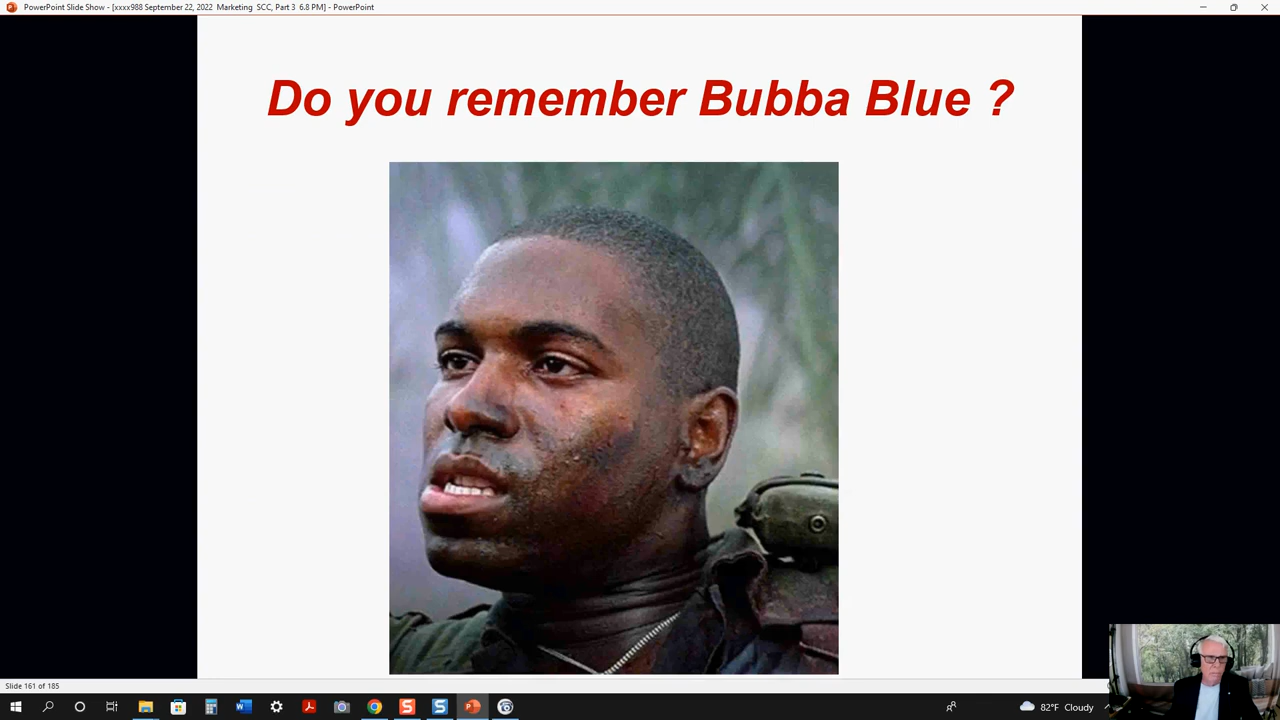 PowerPoint Slide Show - [xxxx988 September 22, 2022 Marketing SCC, Part 3 6.8 PM] - PowerPoint
Do you remember Bubba Blue ?
Slide 161 of 185
82°F Cloudy